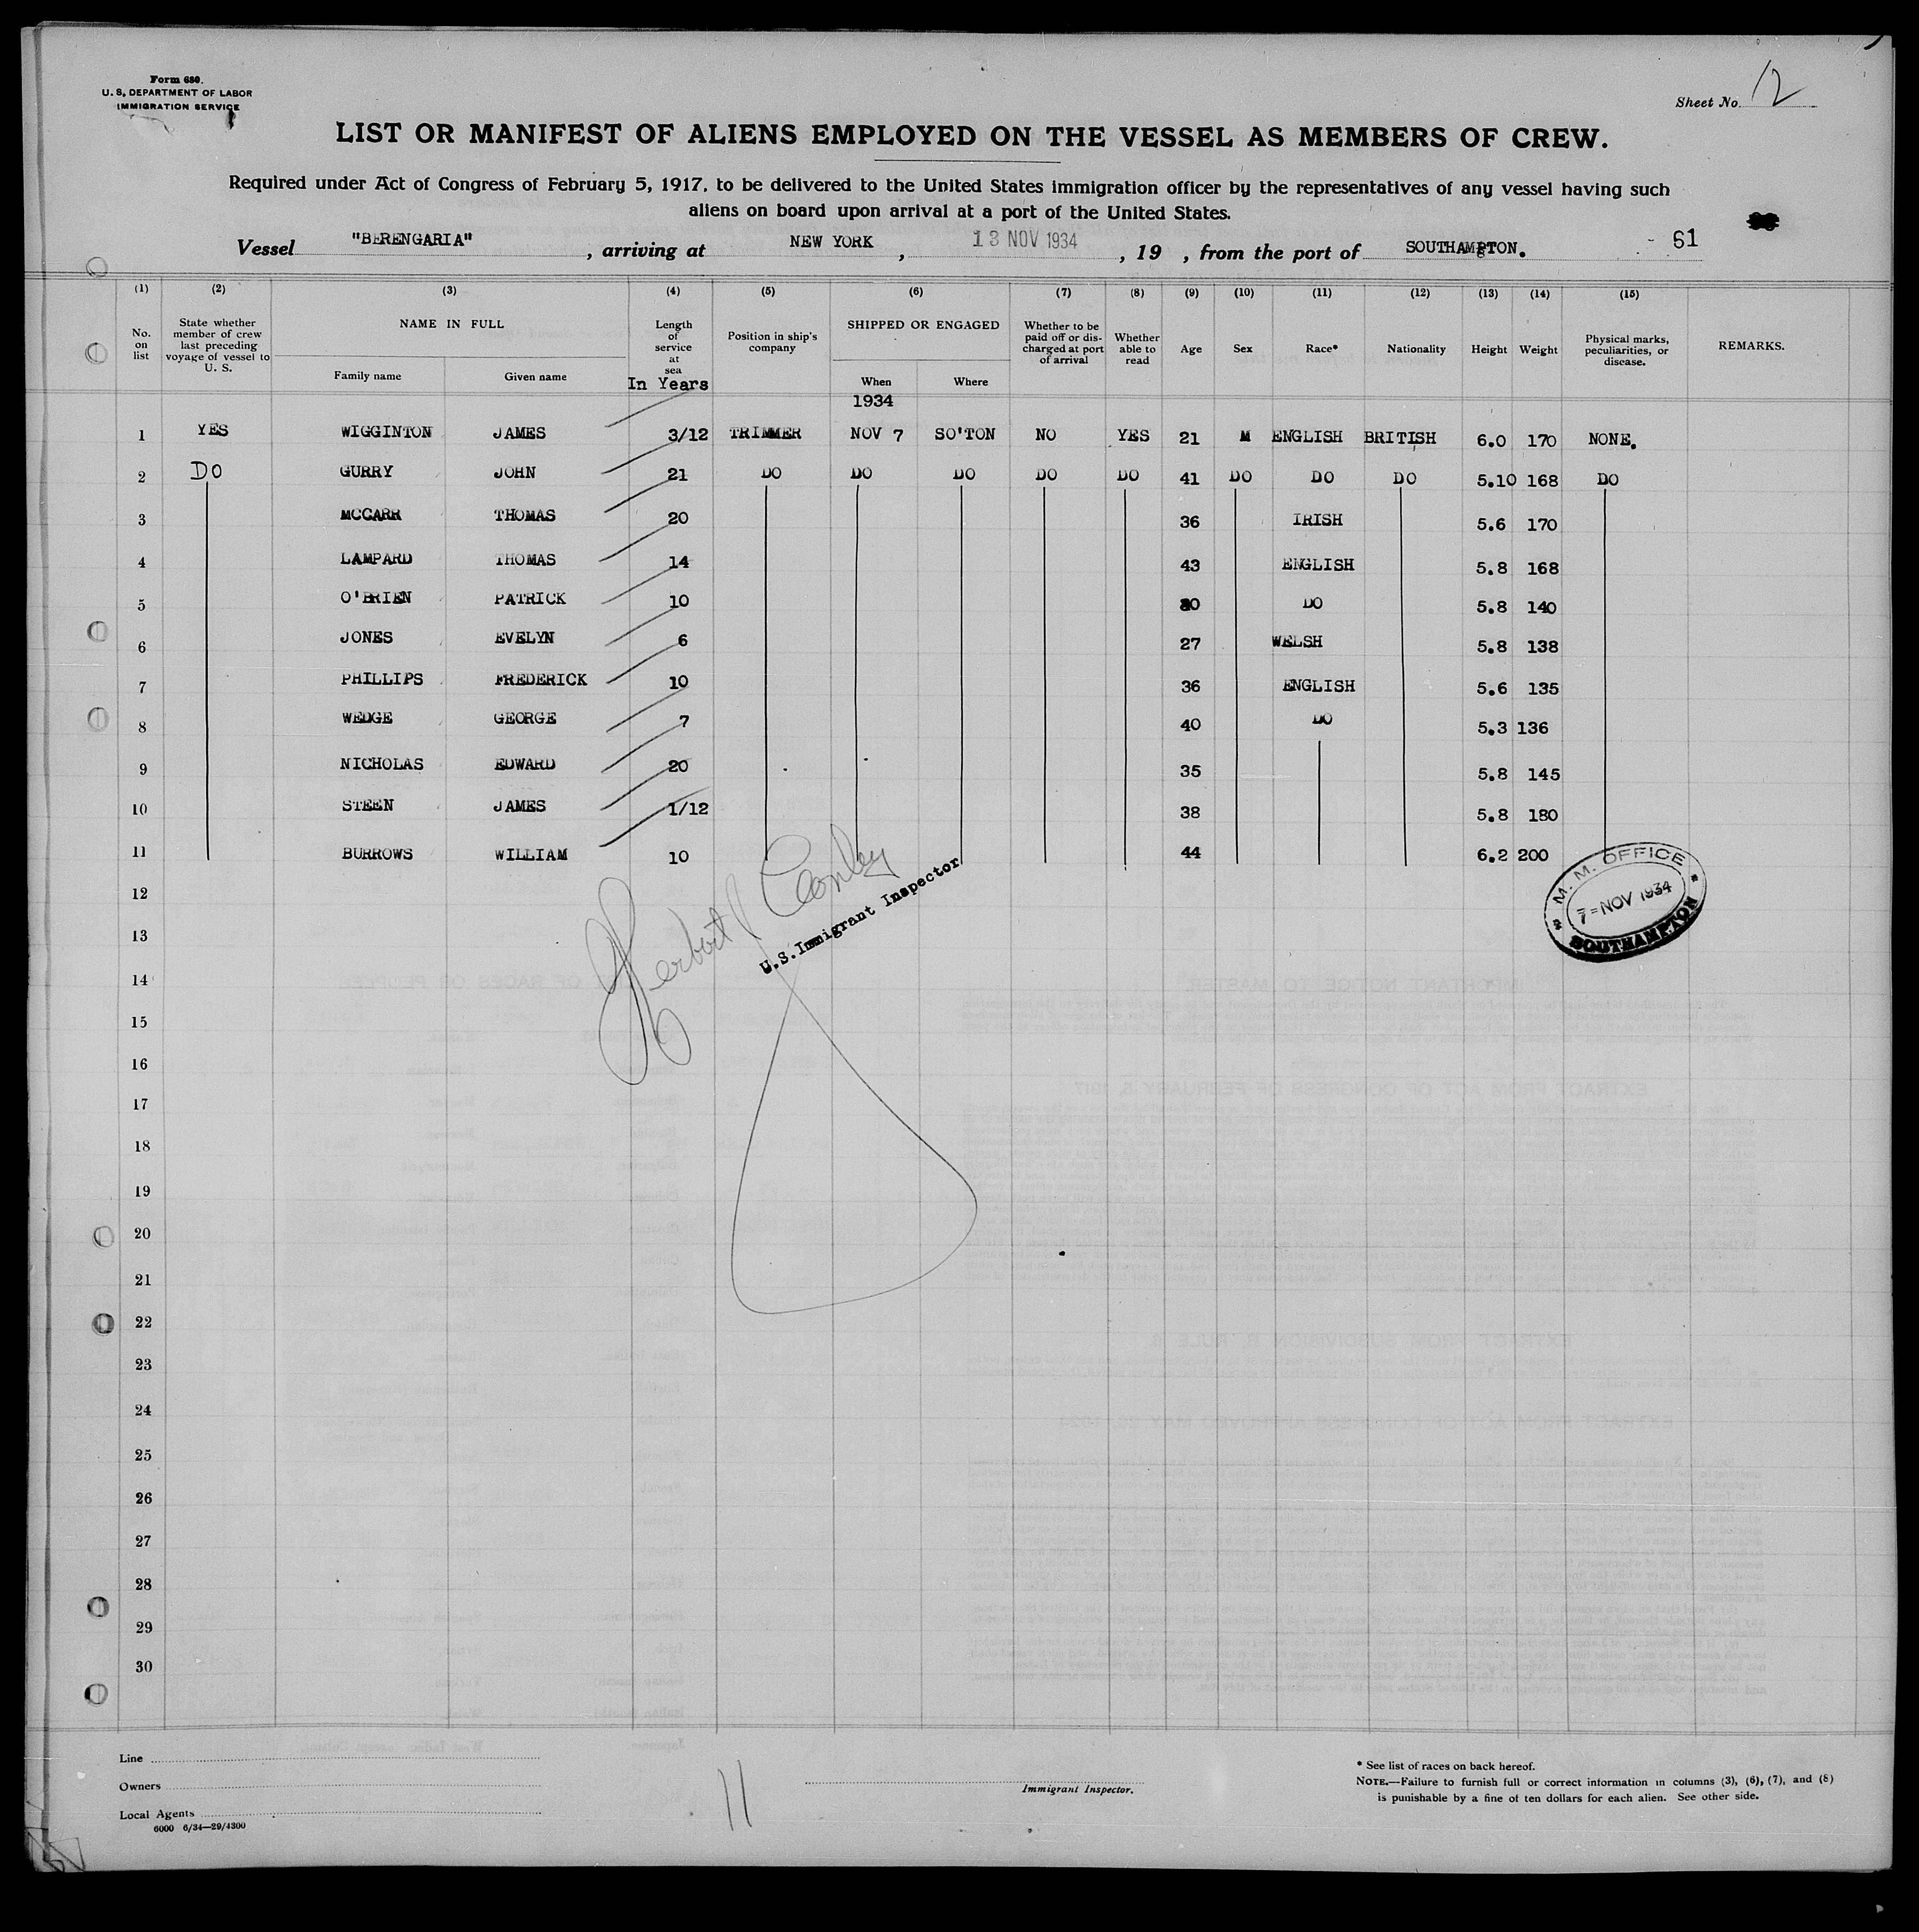 Form 680.
U. S. DEPARTMENT OF LABOR
IMMIGRATION SERVICE
Sheet No. 12
LIST OR MANIFEST OF ALIENS EMPLOYED ON THE VESSEL AS MEMBERS OF CREW.
Required under Act of Congress of February 5, 1917, to be delivered to the United States immigration officer by the representatives of any vessel having such
aliens on board upon arrival at a port of the United States.
Vessel "BERENGARIA" , arriving at NEW YORK , 13 NOV 1934 , 19 , from the port of SOUTHAMPTON. - 61
(1) (2) (3) (4) (5) (6) (7) (8) (9) (10) (11) (12) (13) (14) (15)
No. on list
State whether member of crew last preceding voyage of vessel to U. S.
NAME IN FULL
Family name
Given name
Length of service at sea
In Years
Position in ship's company
SHIPPED OR ENGAGED
When
1934
Where
Whether to be paid off or discharged at port of arrival
Whether able to read
Age
Sex
Race*
Nationality
Height
Weight
Physical marks, peculiarities, or disease.
REMARKS.
1 YES WIGGINTON JAMES 3/12 TRIMMER NOV 7 SO'TON NO YES 21 M ENGLISH BRITISH 6.0 170 NONE.
2 DO GURRY JOHN 21 DO DO DO DO DO 41 DO DO DO 5.10 168 DO
3 MCCARR THOMAS 20 36 IRISH 5.6 170
4 LAMPARD THOMAS 14 43 ENGLISH 5.8 168
5 O'BRIEN PATRICK 10 DO 5.8 140
6 JONES EVELYN 6 27 WELSH 5.8 138
7 PHILLIPS FREDERICK 10 36 ENGLISH 5.6 135
8 WEDGE GEORGE 7 40 DO 5.3 136
9 NICHOLAS EDWARD 20 35 5.8 145
10 STEEN JAMES 1/12 38 5.8 180
11 BURROWS WILLIAM 10 44 6.2 200
12
13
14
15
16
17
18
19
20
21
22
23
24
25
26
27
28
29
30
Herbert
U.S. Immigrant Inspector
M. M. OFFICE
7 - NOV 1934
SOUTHAMPTON
Line
Owners
Local Agents
6000 6/34—29/4300
11
Immigrant Inspector.
* See list of races on back hereof.
NOTE.—Failure to furnish full or correct information in columns (3), (6), (7), and (8)
is punishable by a fine of ten dollars for each alien. See other side.